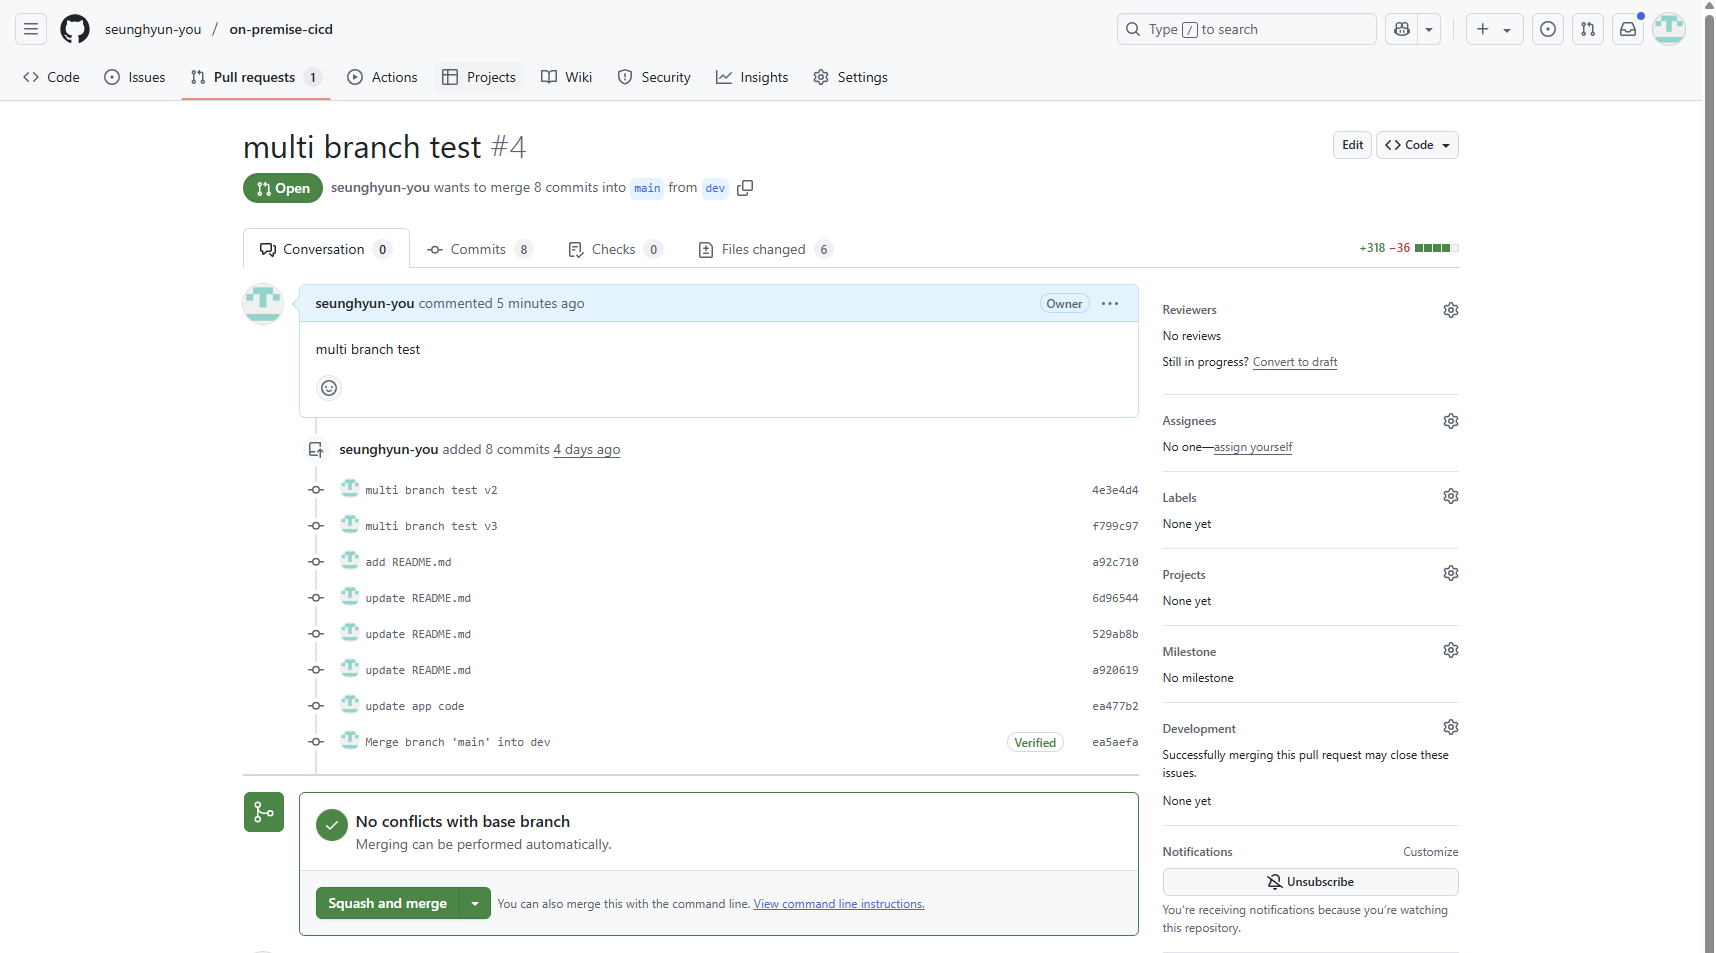 seunghyun-you / on-premise-cicd
Type / to search
Code Issues Pull requests 1 Actions Projects Wiki Security Insights Settings
multi branch test #4
Edit
Code
Open seunghyun-you wants to merge 8 commits into main from dev
Conversation 0 Commits 8 Checks 0 Files changed 6
+318 −36
seunghyun-you commented 5 minutes ago
Owner
multi branch test
seunghyun-you added 8 commits 4 days ago
multi branch test v2 4e3e4d4
multi branch test v3 f799c97
add README.md a92c710
update README.md 6d96544
update README.md 529ab8b
update README.md a920619
update app code ea477b2
Merge branch 'main' into dev Verified ea5aefa
No conflicts with base branch
Merging can be performed automatically.
Squash and merge You can also merge this with the command line. View command line instructions.
Reviewers
No reviews
Still in progress? Convert to draft
Assignees
No one—assign yourself
Labels
None yet
Projects
None yet
Milestone
No milestone
Development
Successfully merging this pull request may close these
issues.
None yet
Notifications Customize
Unsubscribe
You're receiving notifications because you're watching
this repository.